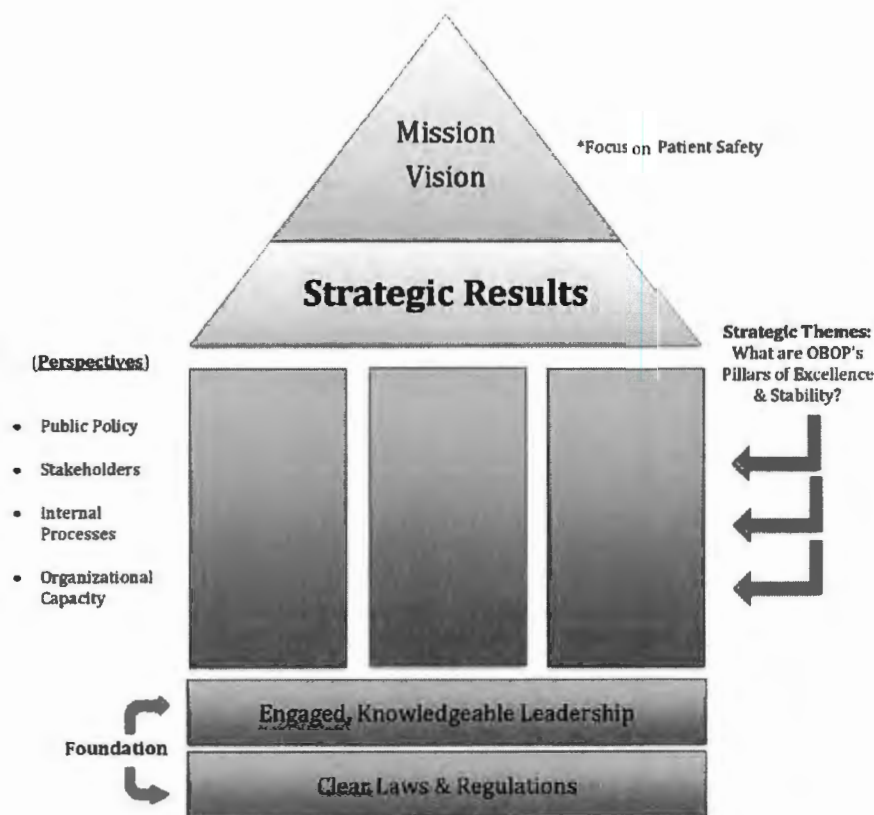 Mission
Vision
*Focus on Patient Safety
Strategic Results
(Perspectives)
• Public Policy
• Stakeholders
• Internal
Processes
• Organizational
Capacity
Strategic Themes:
What are OBOP's
Pillars of Excellence
& Stability?
Foundation
Engaged, Knowledgeable Leadership
Clear Laws & Regulations